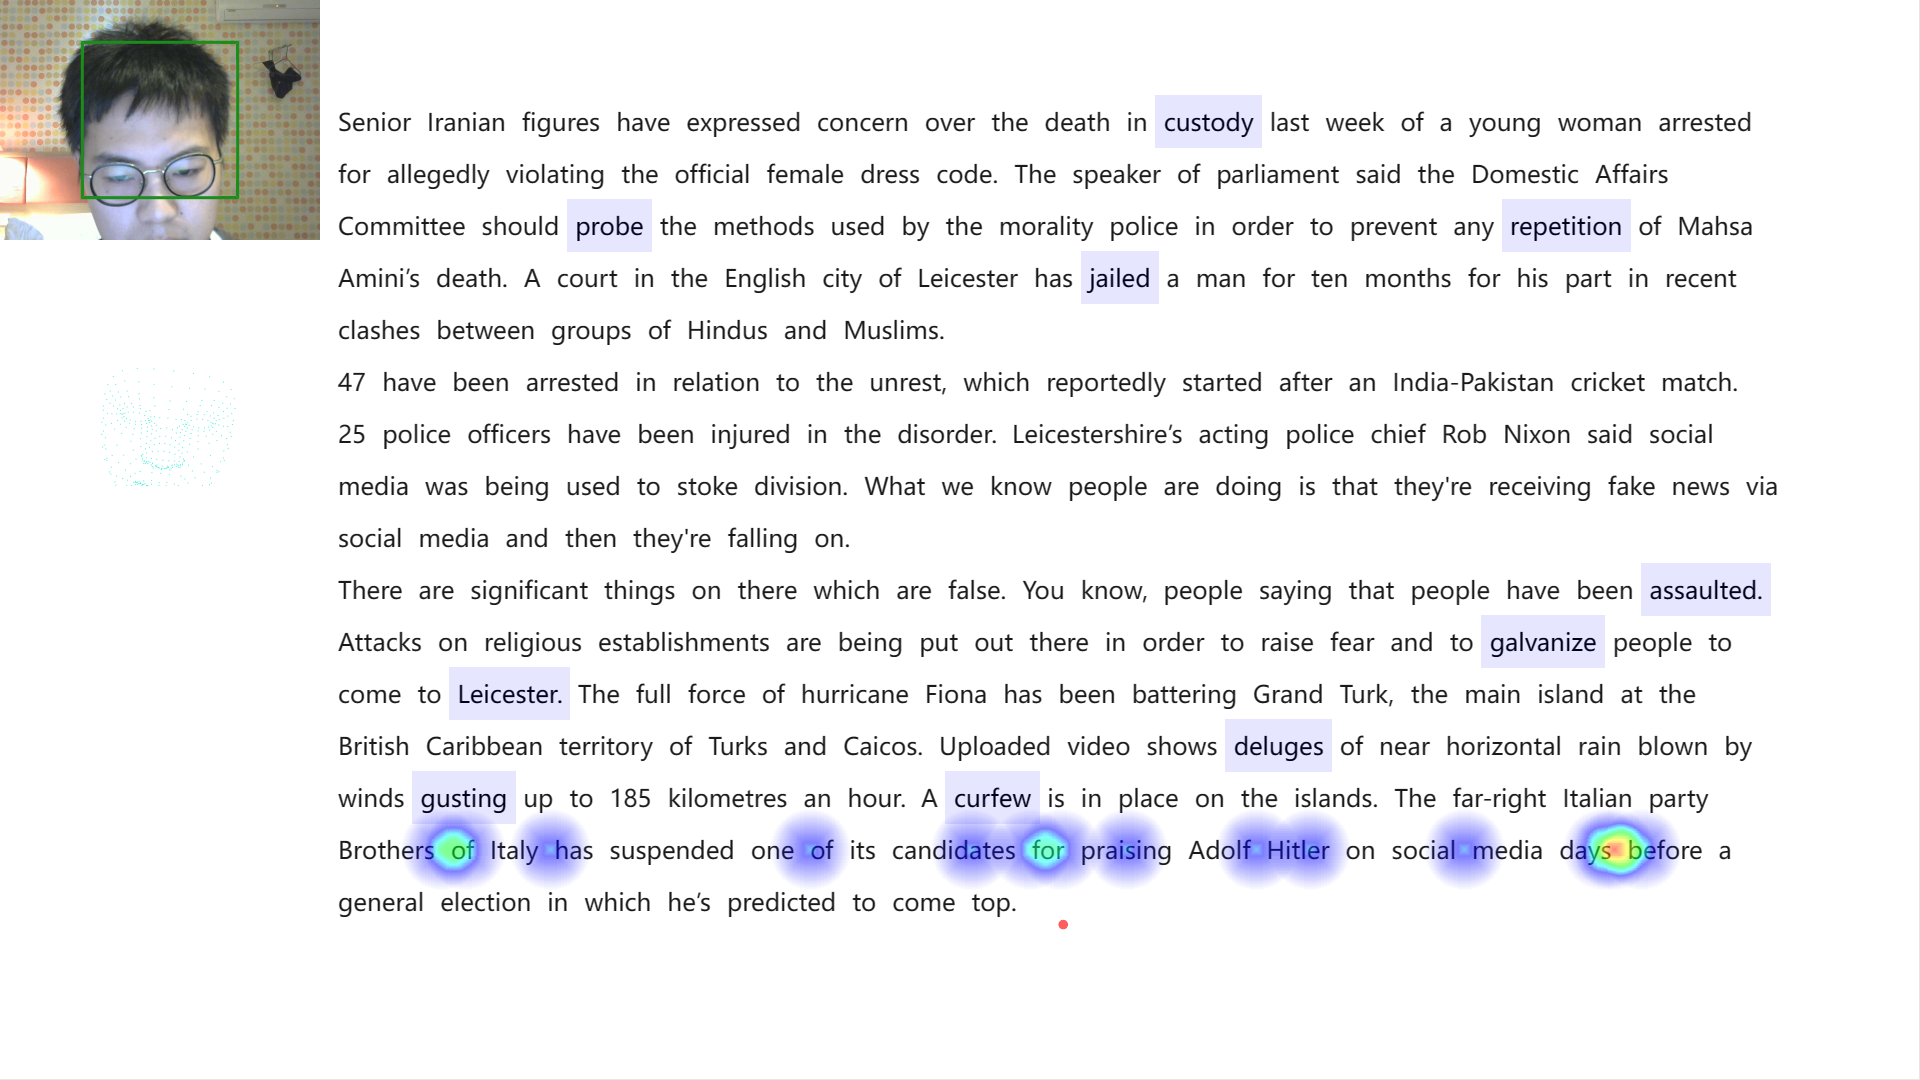 Senior Iranian figures have expressed concern over the death in custody last week of a young woman arrested
for allegedly violating the official female dress code. The speaker of parliament said the Domestic Affairs
Committee should probe the methods used by the morality police in order to prevent any repetition of Mahsa
Amini’s death. A court in the English city of Leicester has jailed a man for ten months for his part in recent
clashes between groups of Hindus and Muslims.
47 have been arrested in relation to the unrest, which reportedly started after an India-Pakistan cricket match.
25 police officers have been injured in the disorder. Leicestershire’s acting police chief Rob Nixon said social
media was being used to stoke division. What we know people are doing is that they're receiving fake news via
social media and then they're falling on.
There are significant things on there which are false. You know, people saying that people have been assaulted.
Attacks on religious establishments are being put out there in order to raise fear and to galvanize people to
come to Leicester. The full force of hurricane Fiona has been battering Grand Turk, the main island at the
British Caribbean territory of Turks and Caicos. Uploaded video shows deluges of near horizontal rain blown by
winds gusting up to 185 kilometres an hour. A curfew is in place on the islands. The far-right Italian party
Brothers of Italy has suspended one of its candidates for praising Adolf Hitler on social media days before a
general election in which he’s predicted to come top.